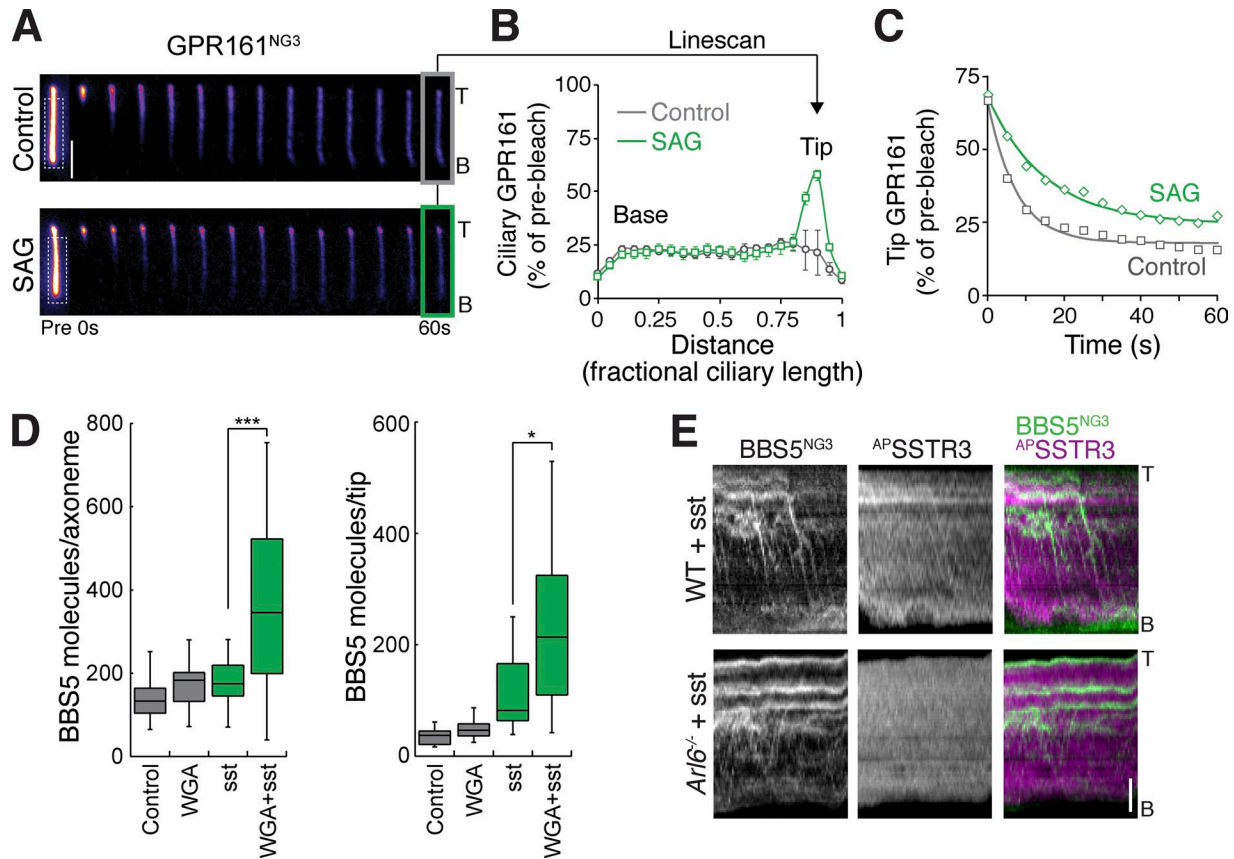 A
GPR161NG3
Control
SAG
T
B
T
B
Pre 0s
60s
B
Linescan
Ciliary GPR161
(% of pre-bleach)
100
75
50
25
0
Control
SAG
Tip
Base
0 0.25 0.5 0.75 1
Distance
(fractional ciliary length)
C
Tip GPR161
(% of pre-bleach)
75
50
25
0
SAG
Control
0 20 40 60
Time (s)
D
BBS5 molecules/axoneme
800
600
400
200
0
***
Control
WGA
sst
WGA+sst
BBS5 molecules/tip
600
400
200
0
*
Control
WGA
sst
WGA+sst
E
BBS5NG3
APSSTR3
BBS5NG3
APSSTR3
WT + sst
T
B
Arl6-/- + sst
T
B